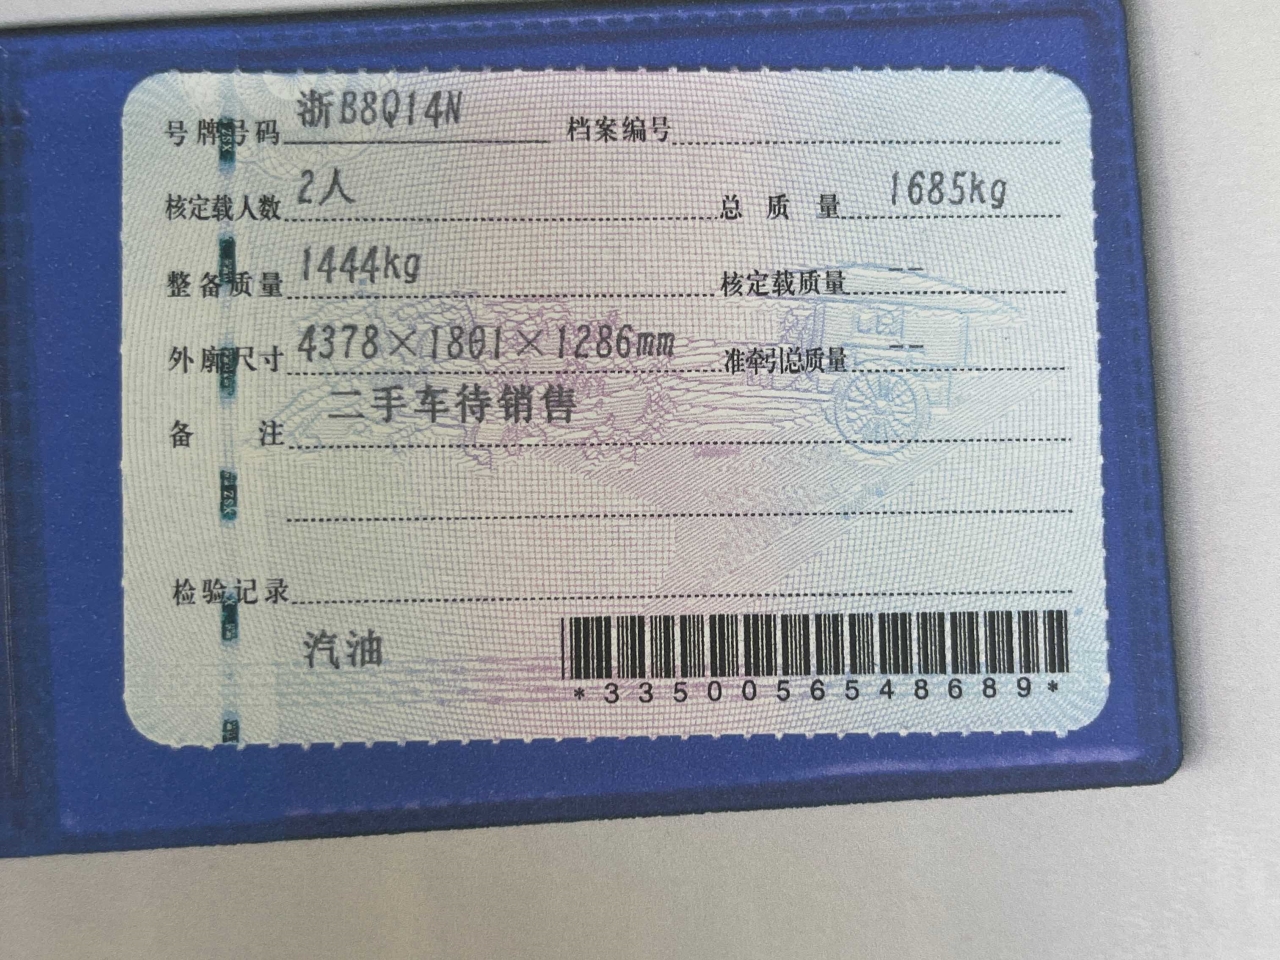 号牌号码 浙B8Q14N 档案编号
核定载人数 2人 总质量 1685kg
整备质量 1444kg 核定载质量 --
外廓尺寸 4378×1801×1286mm 准牵引总质量 --
备注 二手车待销售
检验记录
汽油
*3350056548689*